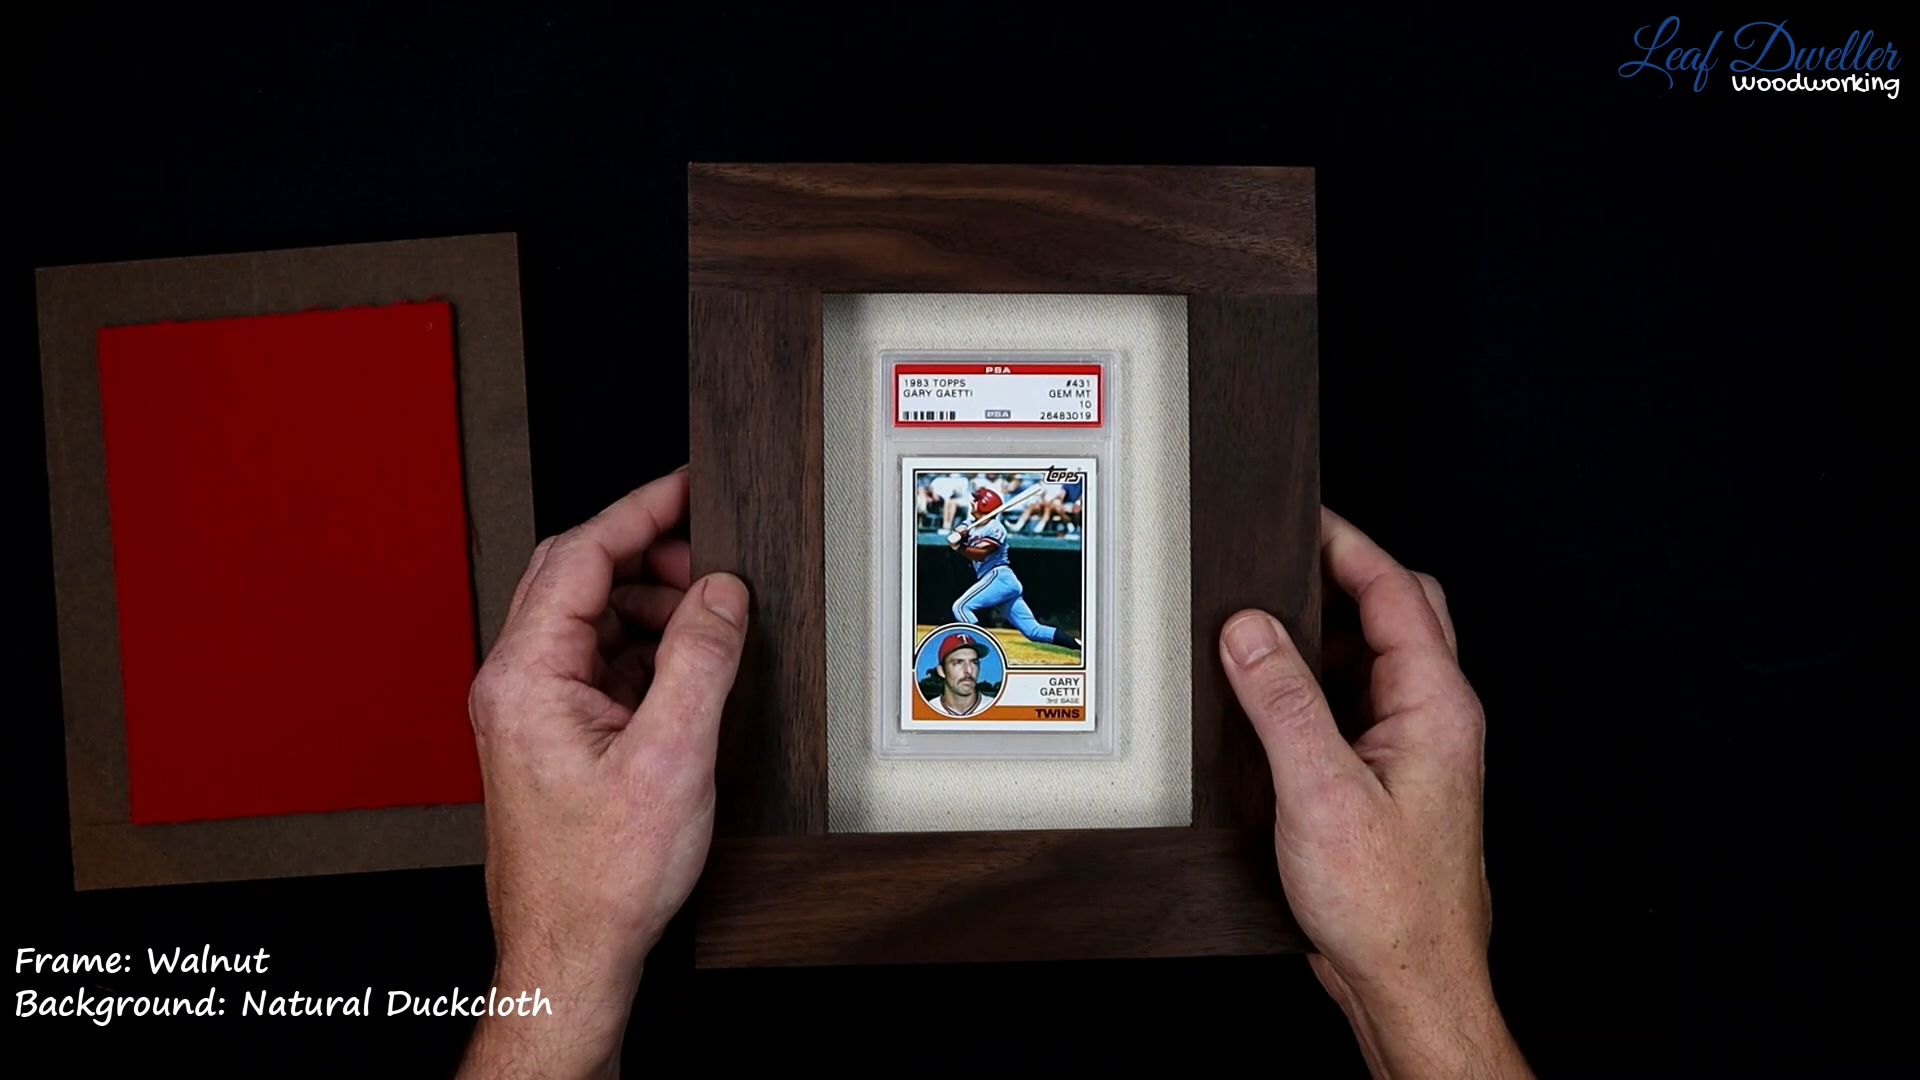 Leaf Dweller
Woodworking
PSA
1983 TOPPS #431
GARY GAETTI GEM MT
10
PSA 26483019
Topps
T
GARY
GAETTI
3rd BASE
TWINS
Frame: Walnut
Background: Natural Duckcloth